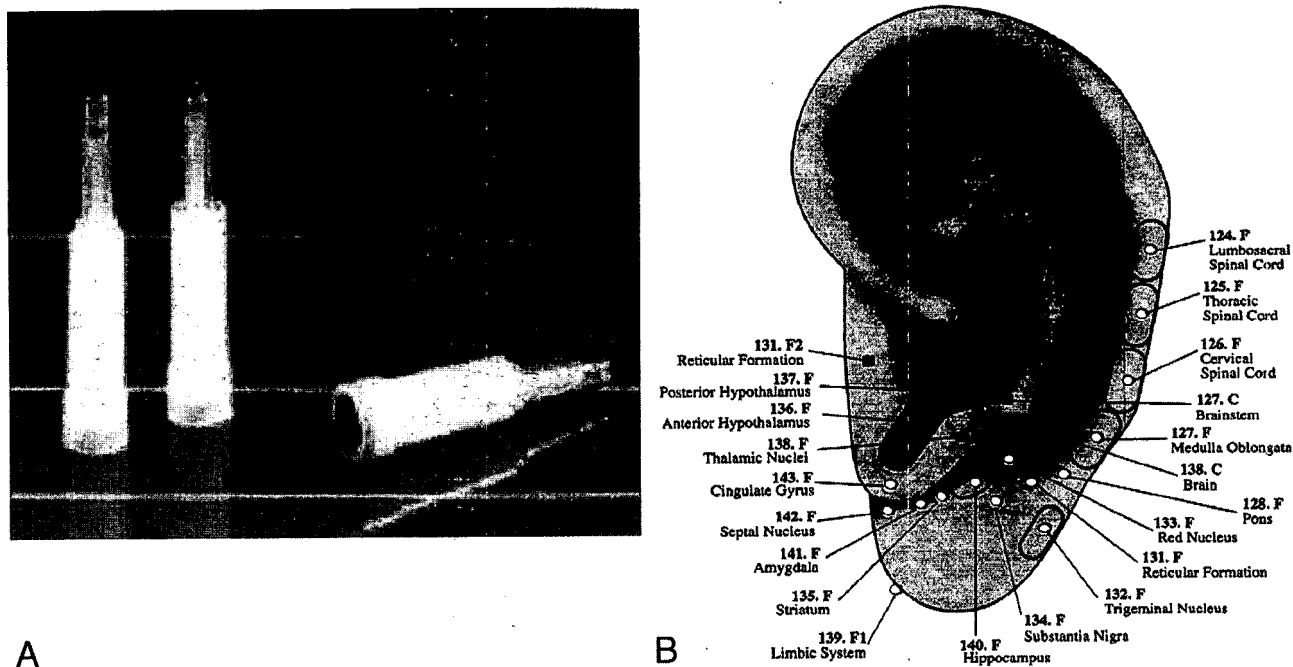 124. F
Lumbosacral
Spinal Cord
125. F
Thoracic
Spinal Cord
126. F
Cervical
Spinal Cord
127. C
Brainstem
127. F
Medulla Oblongata
138. C
Brain
128. F
Pons
133. F
Red Nucleus
131. F
Reticular Formation
132. F
Trigeminal Nucleus
134. F
Substantia Nigra
140. F
Hippocampus
131. F2
Reticular Formation
137. F
Posterior Hypothalamus
136. F
Anterior Hypothalamus
138. F
Thalamic Nuclei
143. F
Cingulate Gyrus
142. F
Septal Nucleus
141. F
Amygdala
135. F
Striatum
139. F1
Limbic System
A
B